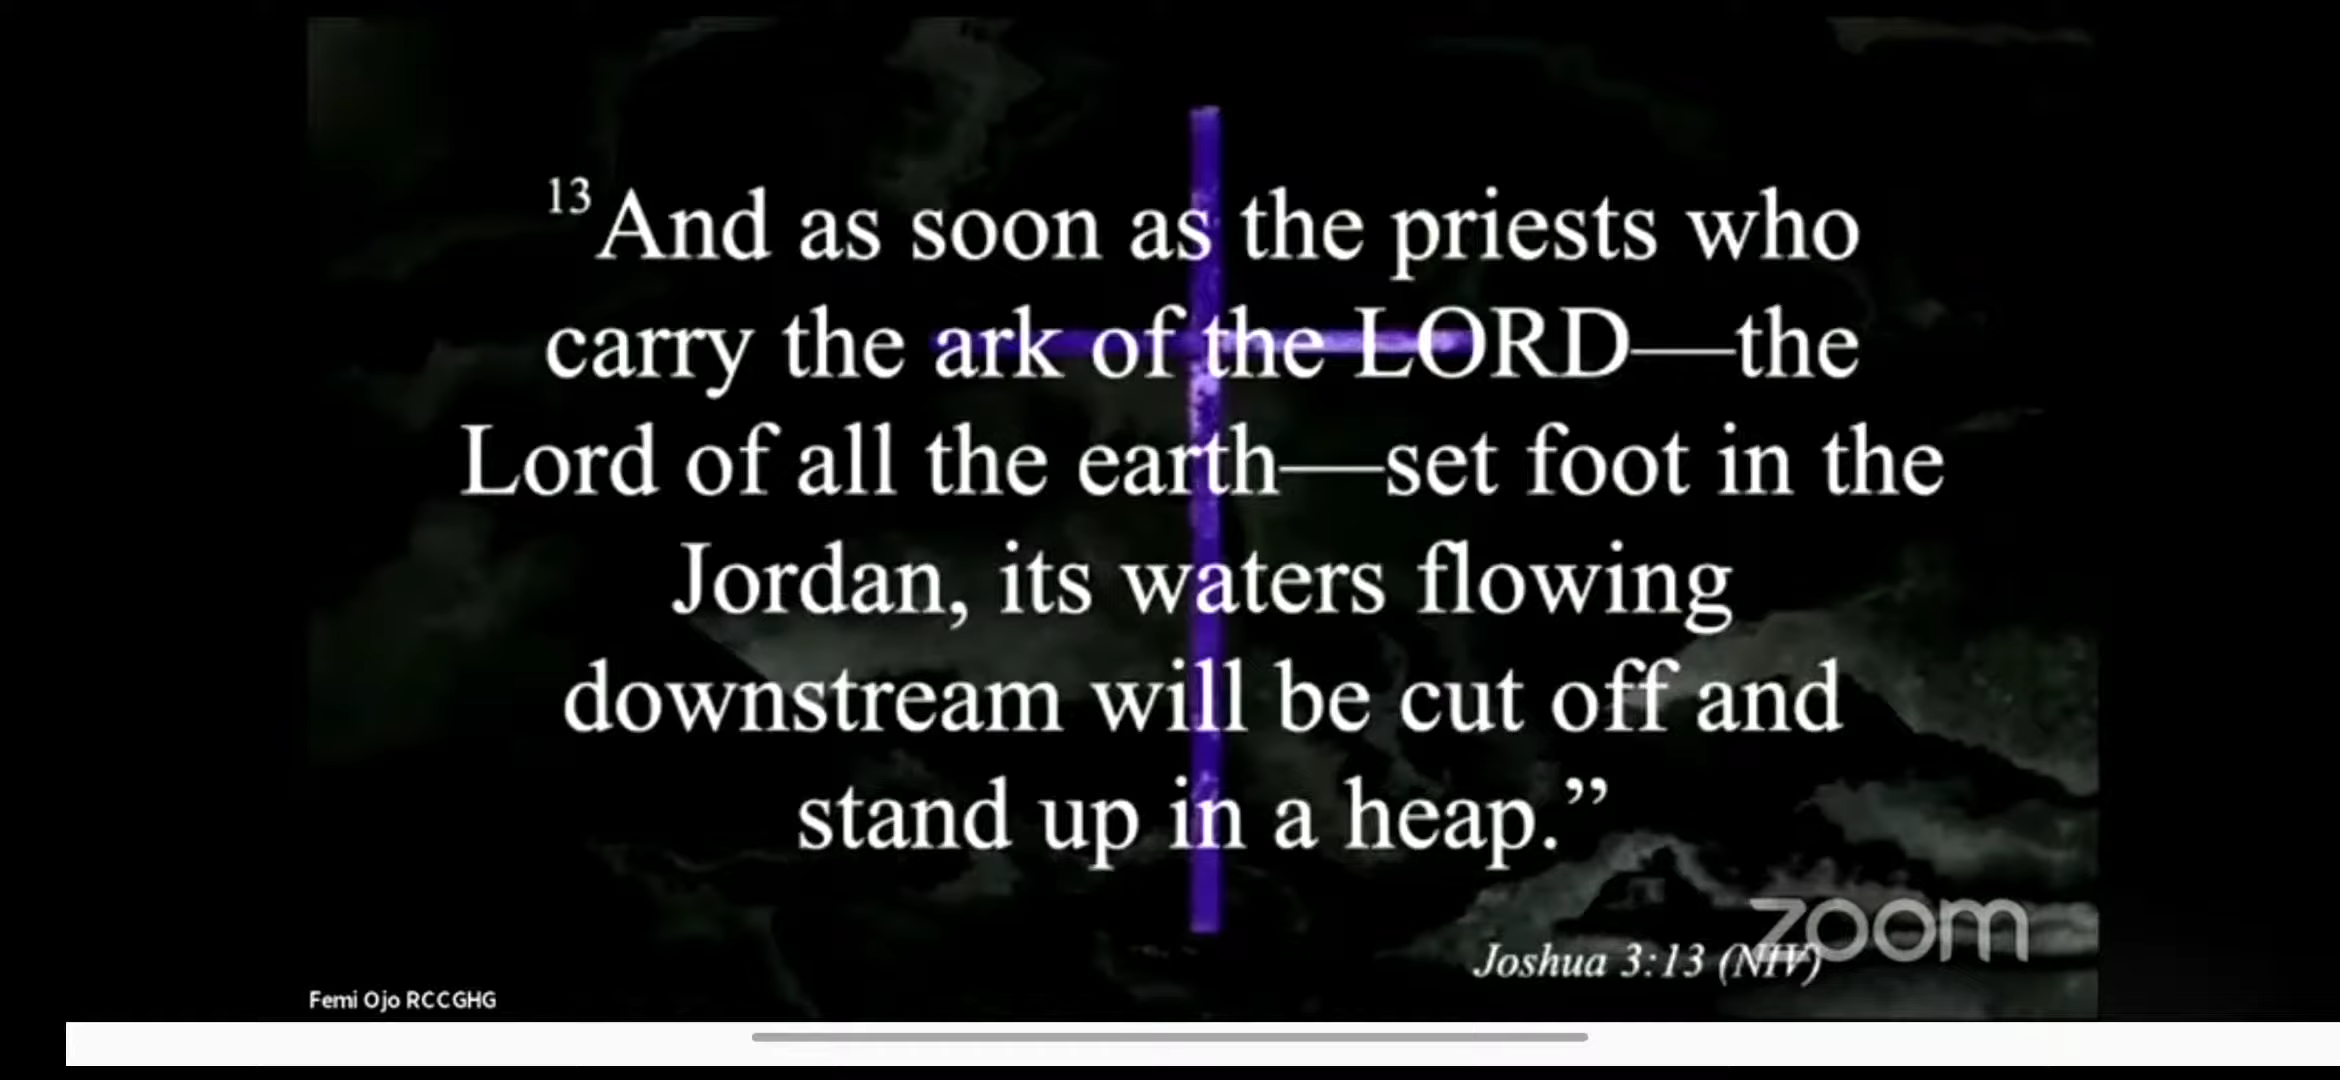 13 And as soon as the priests who
carry the ark of the LORD—the
Lord of all the earth—set foot in the
Jordan, its waters flowing
downstream will be cut off and
stand up in a heap.”
zoom
Joshua 3:13 (NIV)
Femi Ojo RCCGHG